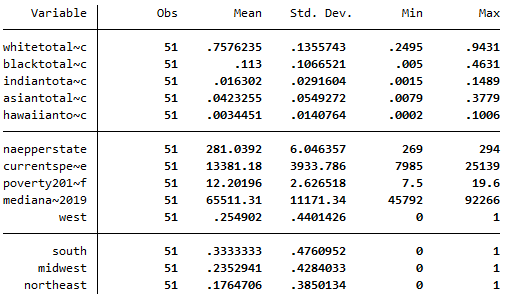 Variable Obs Mean Std. Dev. Min Max
whitetotal~c 51 .7576235 .1355743 .2495 .9431
blacktotal~c 51 .113 .1066521 .005 .4631
indiantota~c 51 .016302 .0291604 .0015 .1489
asiantotal~c 51 .0423255 .0549272 .0079 .3779
hawaiianto~c 51 .0034451 .0140764 .0002 .1006
naepperstate 51 281.0392 6.046357 269 294
currentspe~e 51 13381.18 3933.786 7985 25139
poverty201~f 51 12.20196 2.626518 7.5 19.6
mediana~2019 51 65511.31 11171.34 45792 92266
west 51 .254902 .4401426 0 1
south 51 .3333333 .4760952 0 1
midwest 51 .2352941 .4284033 0 1
northeast 51 .1764706 .3850134 0 1